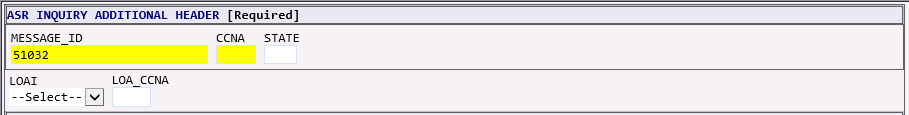 ASR INQUIRY ADDITIONAL HEADER [Required]
MESSAGE_ID CCNA STATE
51032
LOAI LOA_CCNA
--Select--